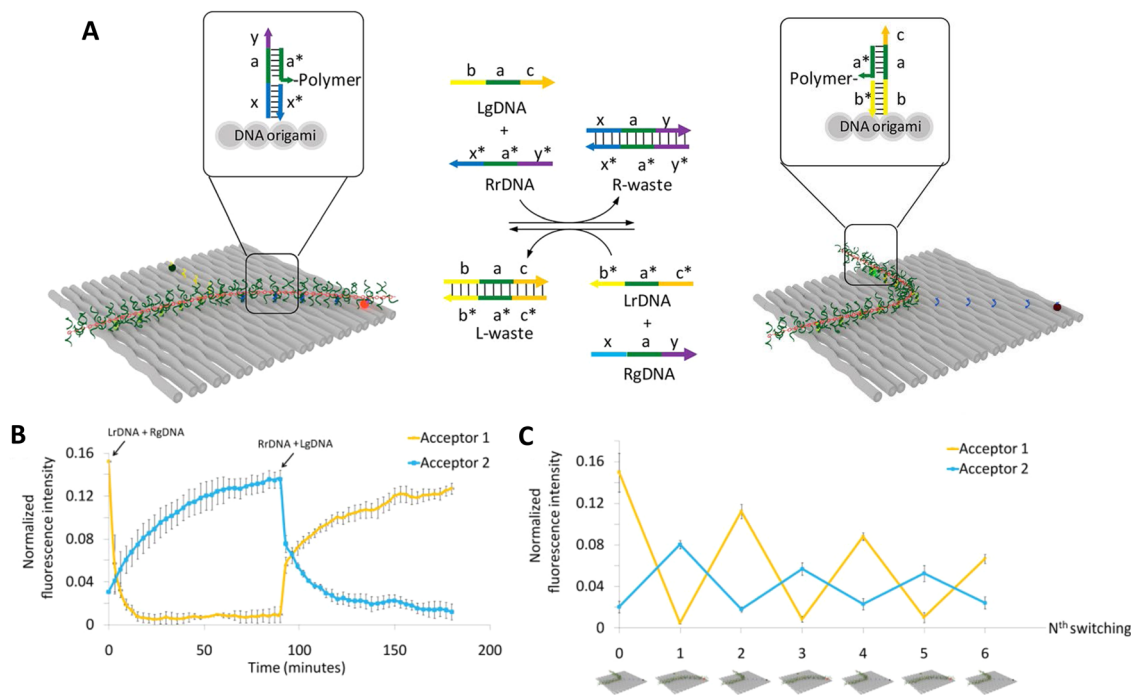 A
y
a
a*
-Polymer
x
x*
DNA origami
b a c
LgDNA
+
x* a* y*
RrDNA
x a y
x* a* y*
R-waste
b a c
b* a* c*
L-waste
b* a* c*
LrDNA
+
x a y
RgDNA
c
a*
a
Polymer-
b*
b
DNA origami
B
LrDNA + RgDNA
RrDNA + LgDNA
Acceptor 1
Acceptor 2
Normalized
fluorescence intensity
0.16
0.12
0.08
0.04
0
0 50 100 150 200
Time (minutes)
C
Acceptor 1
Acceptor 2
Normalized
fluorescence intensity
0.16
0.12
0.08
0.04
0
0 1 2 3 4 5 6
Nth switching